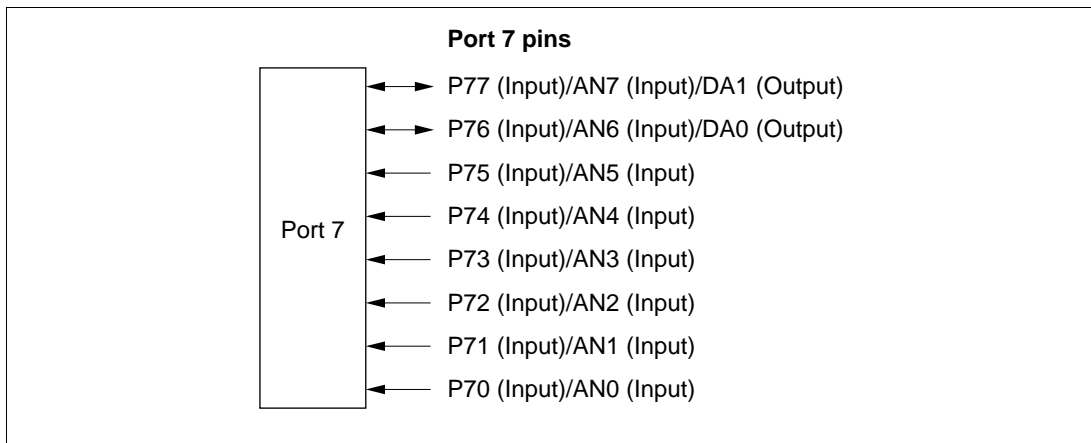 Port 7 pins
P77 (Input)/AN7 (Input)/DA1 (Output)
P76 (Input)/AN6 (Input)/DA0 (Output)
P75 (Input)/AN5 (Input)
P74 (Input)/AN4 (Input)
Port 7
P73 (Input)/AN3 (Input)
P72 (Input)/AN2 (Input)
P71 (Input)/AN1 (Input)
P70 (Input)/AN0 (Input)